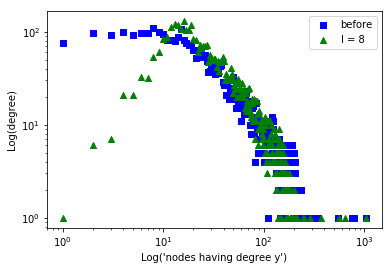 before
l = 8
10²
10¹
10⁰
Log(degree)
10⁰
10¹
10²
10³
Log('nodes having degree y')